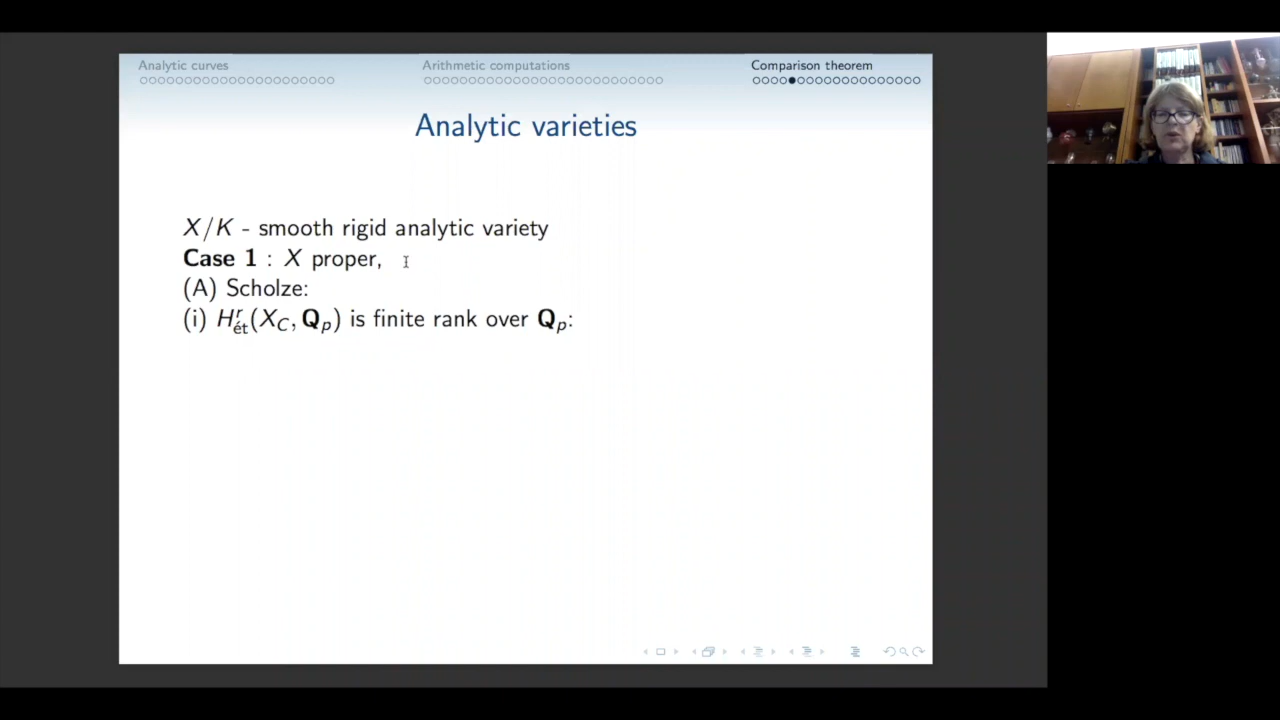 Analytic curves Arithmetic computations Comparison theorem
Analytic varieties
X/K - smooth rigid analytic variety
Case 1 : X proper,
(A) Scholze:
(i) H^r_ét(X_C, Q_p) is finite rank over Q_p: